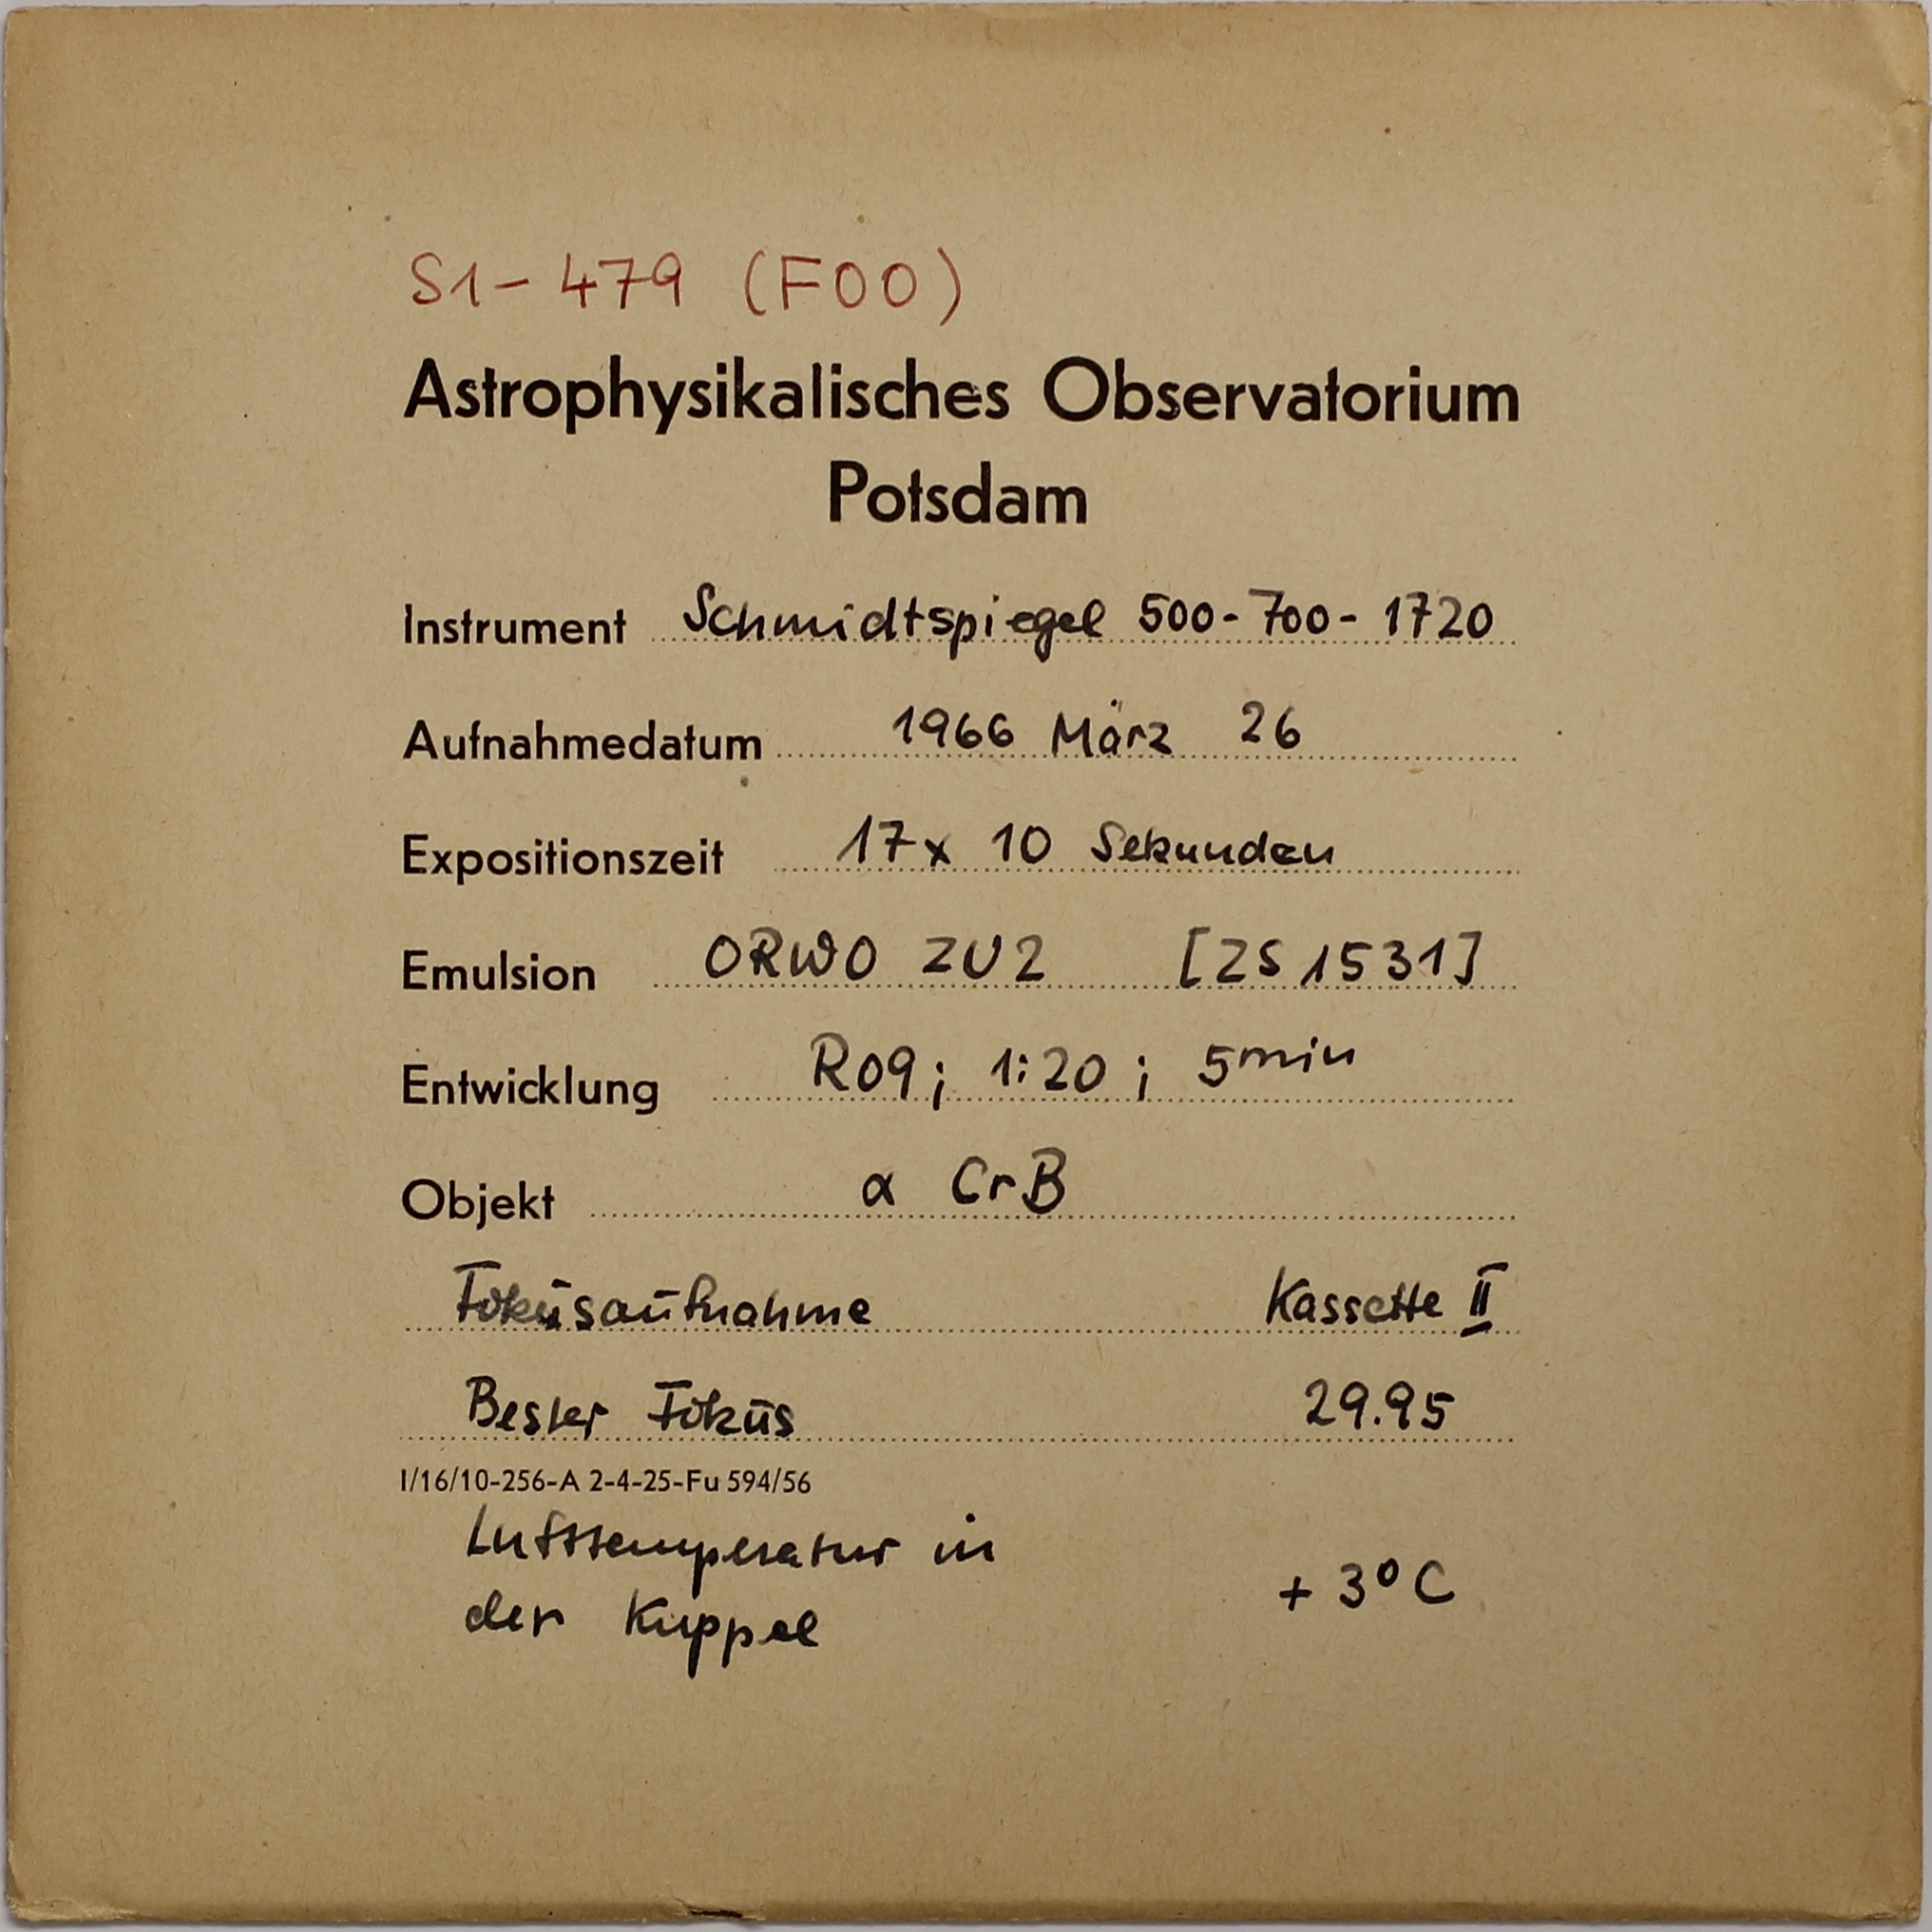 S1-479 (F00)
Astrophysikalisches Observatorium
Potsdam
Instrument Schmidtspiegel 500-700-1720
Aufnahmedatum 1966 März 26
Expositionszeit 17x 10 Sekunden
Emulsion ORWO ZU2 [ZS 1531]
Entwicklung R09; 1:20; 5min
Objekt α CrB
Fokusaufnahme Kassette II
Bester Fokus 29.95
I/16/10-256-A 2-4-25-Fu 594/56
Lufttemperatur in
der Kuppel + 3°C